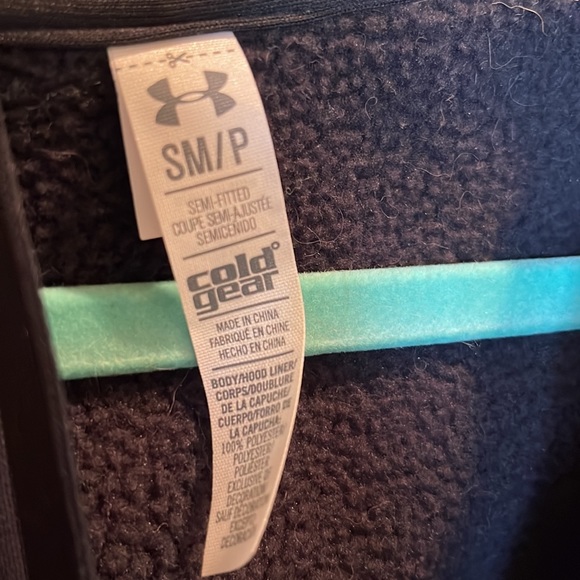 SM/P
SEMI-FITTED
COUPE SEMI-AJUSTÉE
SEMICEÑIDO
cold
gear
MADE IN CHINA
FABRIQUÉ EN CHINE
HECHO EN CHINA
BODY/HOOD LINER/
CORPS/DOUBLURE
DE LA CAPUCHE/
CUERPO/FORRO DE
LA CAPUCHA:
100% POLYESTER/
POLYESTER/
POLIÉSTER
EXCLUSIVE OF
DECORATION/
SAUF DÉCORATION/
EXCEPTO
DECORACIÓN